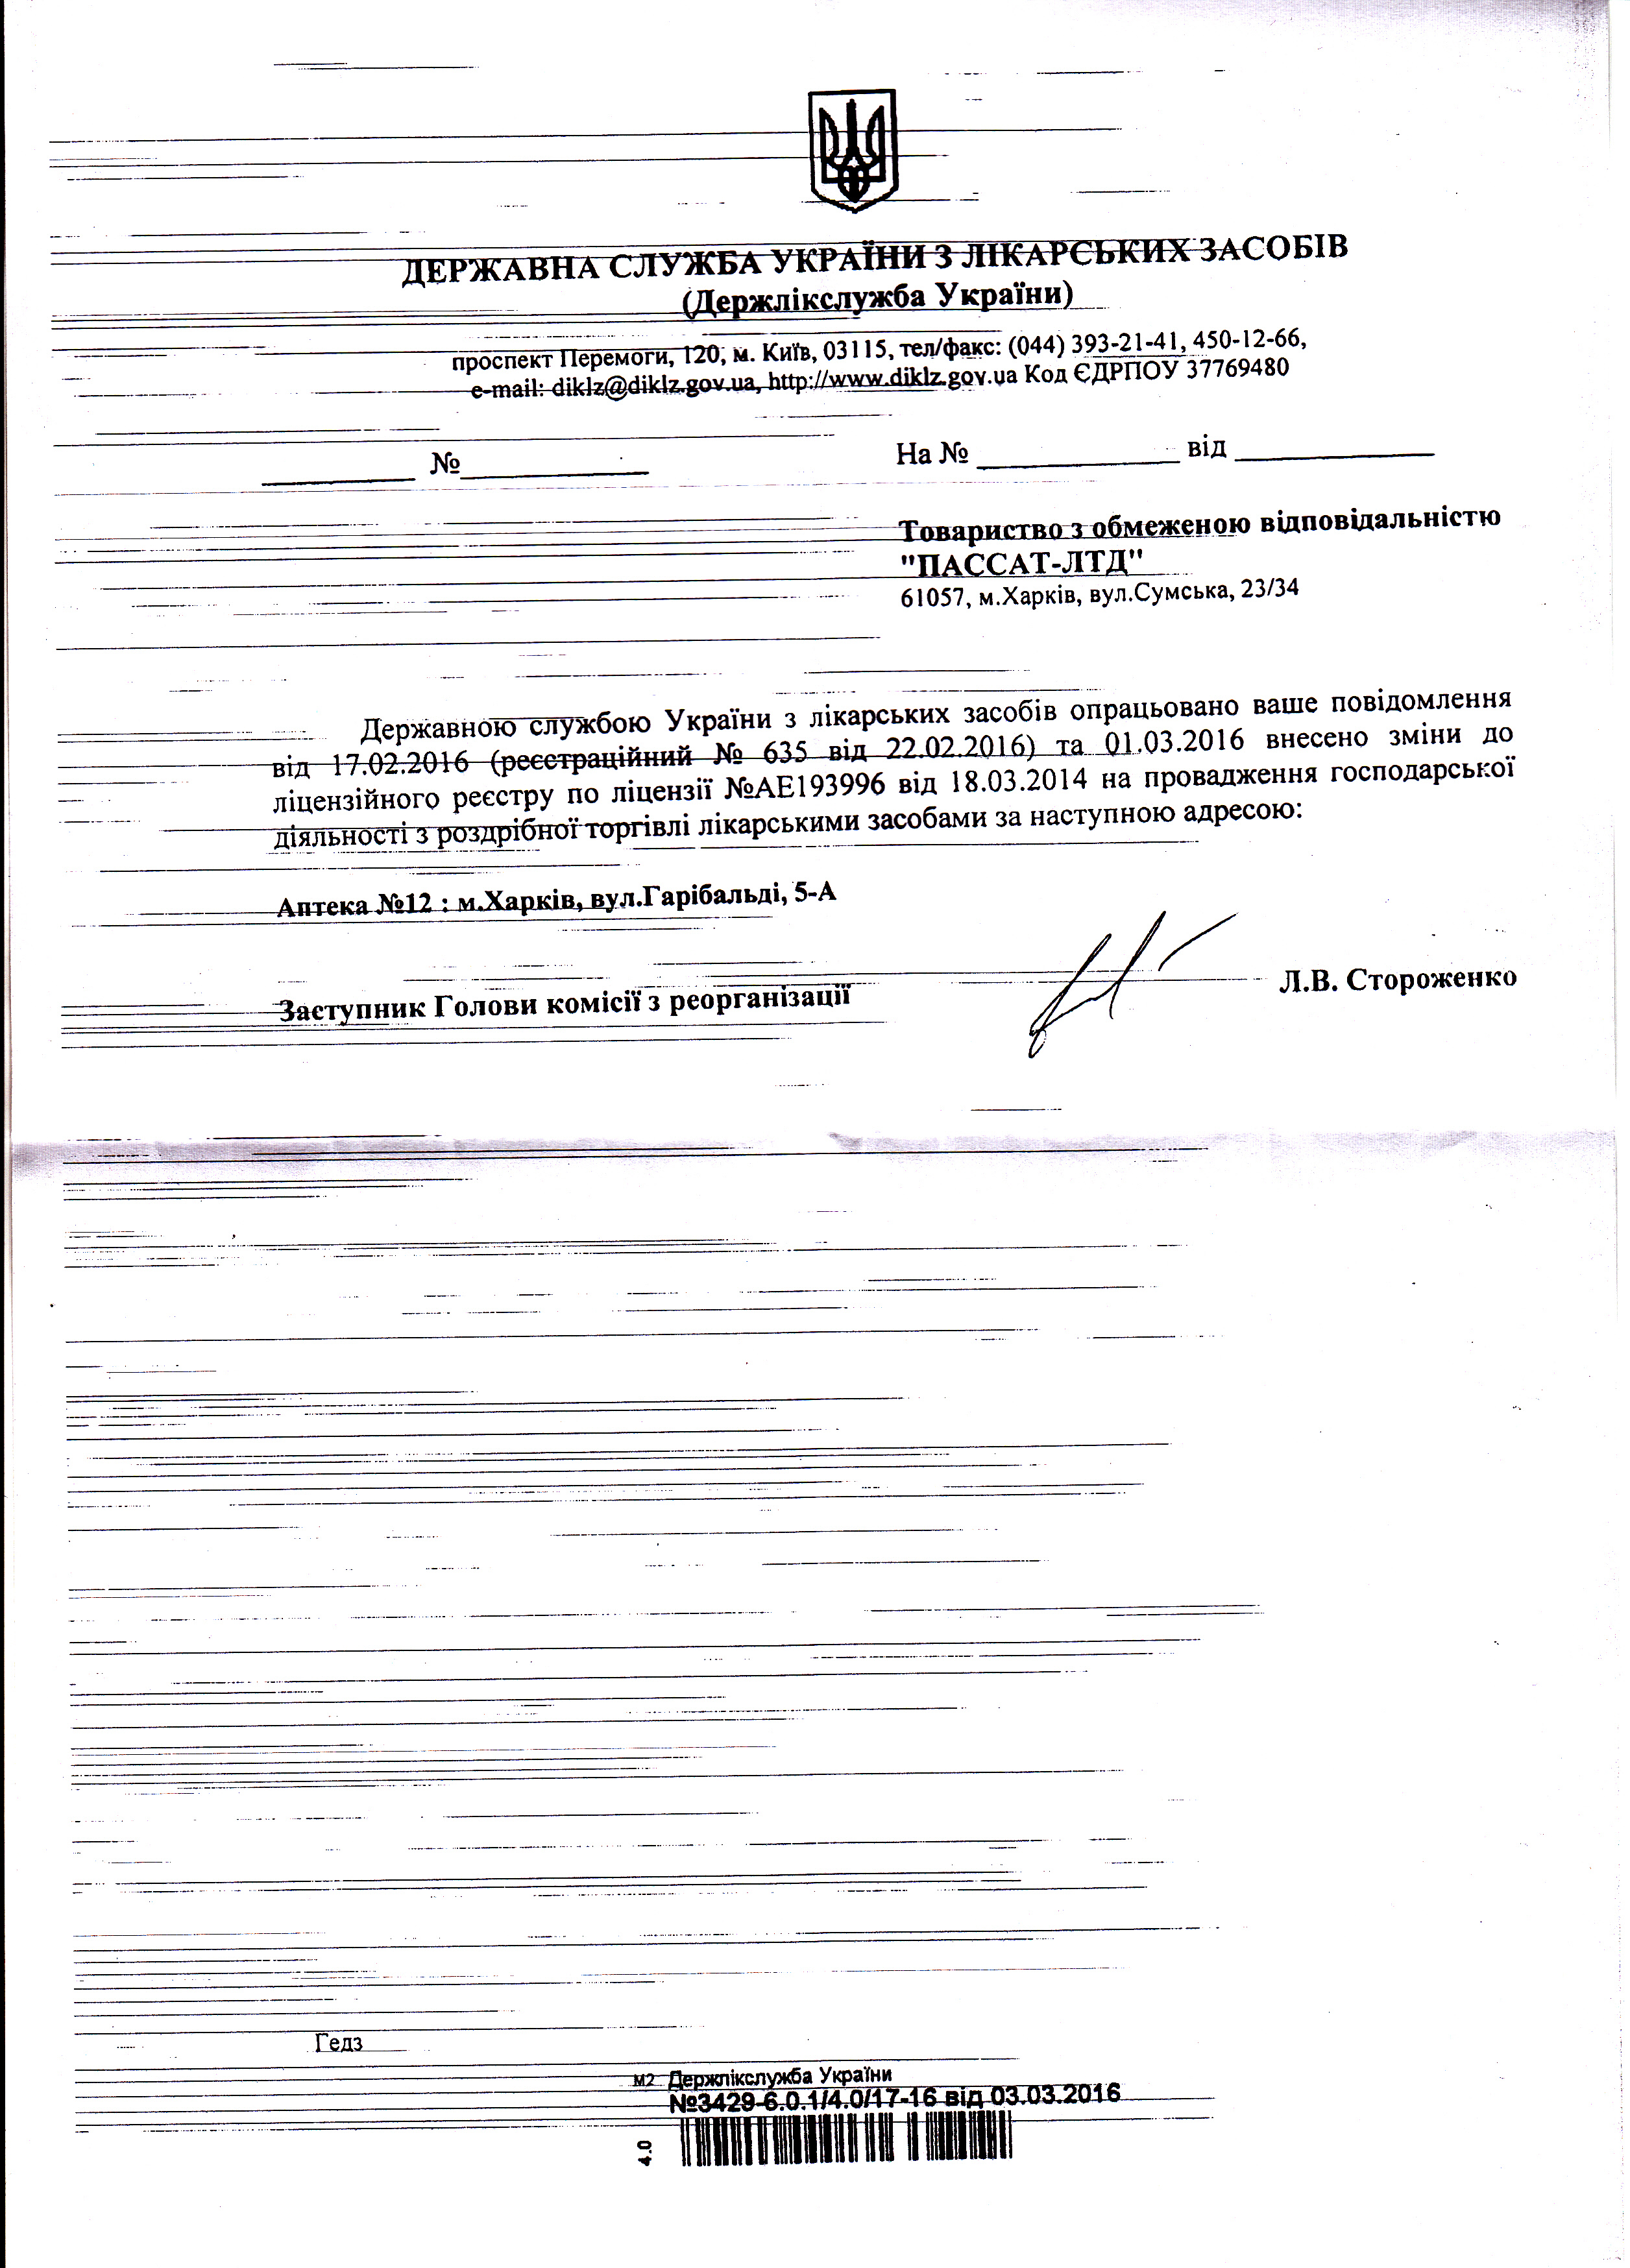 ДЕРЖАВНА СЛУЖБА УКРАЇНИ З ЛІКАРСЬКИХ ЗАСОБІВ
(Держлікслужба України)
проспект Перемоги, 120, м. Київ, 03115, тел/факс: (044) 393-21-41, 450-12-66,
e-mail: diklz@diklz.gov.ua, http://www.diklz.gov.ua Код ЄДРПОУ 37769480
__________ №____________ На № _____________ від _____________
Товариство з обмеженою відповідальністю
"ПАССАТ-ЛТД"
61057, м.Харків, вул.Сумська, 23/34
Державною службою України з лікарських засобів опрацьовано ваше повідомлення
від 17.02.2016 (реєстраційний № 635 від 22.02.2016) та 01.03.2016 внесено зміни до
ліцензійного реєстру по ліцензії №АЕ193996 від 18.03.2014 на провадження господарської
діяльності з роздрібної торгівлі лікарськими засобами за наступною адресою:
Аптека №12 : м.Харків, вул.Гарібальді, 5-А
Заступник Голови комісії з реорганізації Л.В. Стороженко
Гедз
М2 Держлікслужба України
№3429-6.0.1/4.0/17-16 від 03.03.2016
4.0